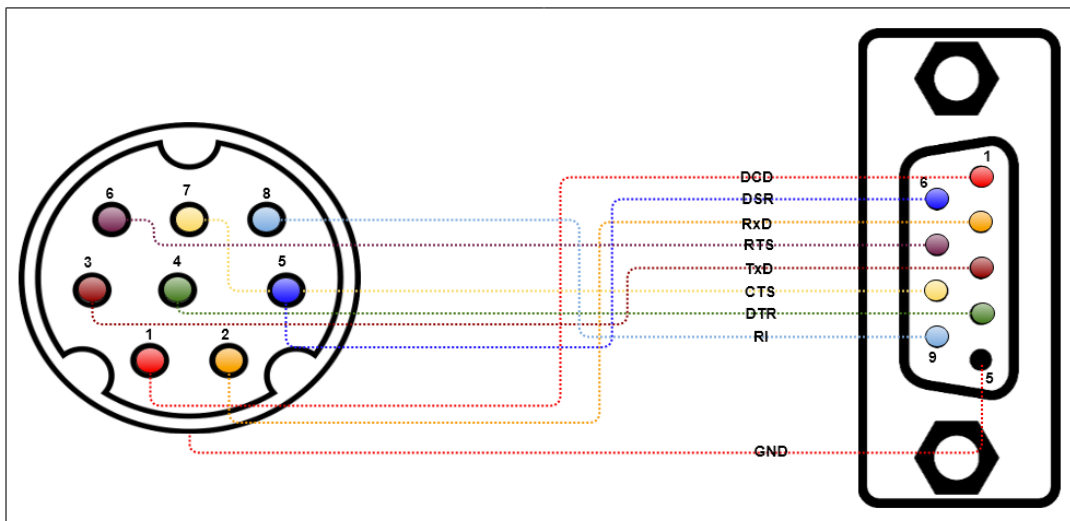 6 7 8
3 4 5
1 2
DCD
DSR
RxD
RTS
TxD
CTS
DTR
RI
GND
1
6
9
5